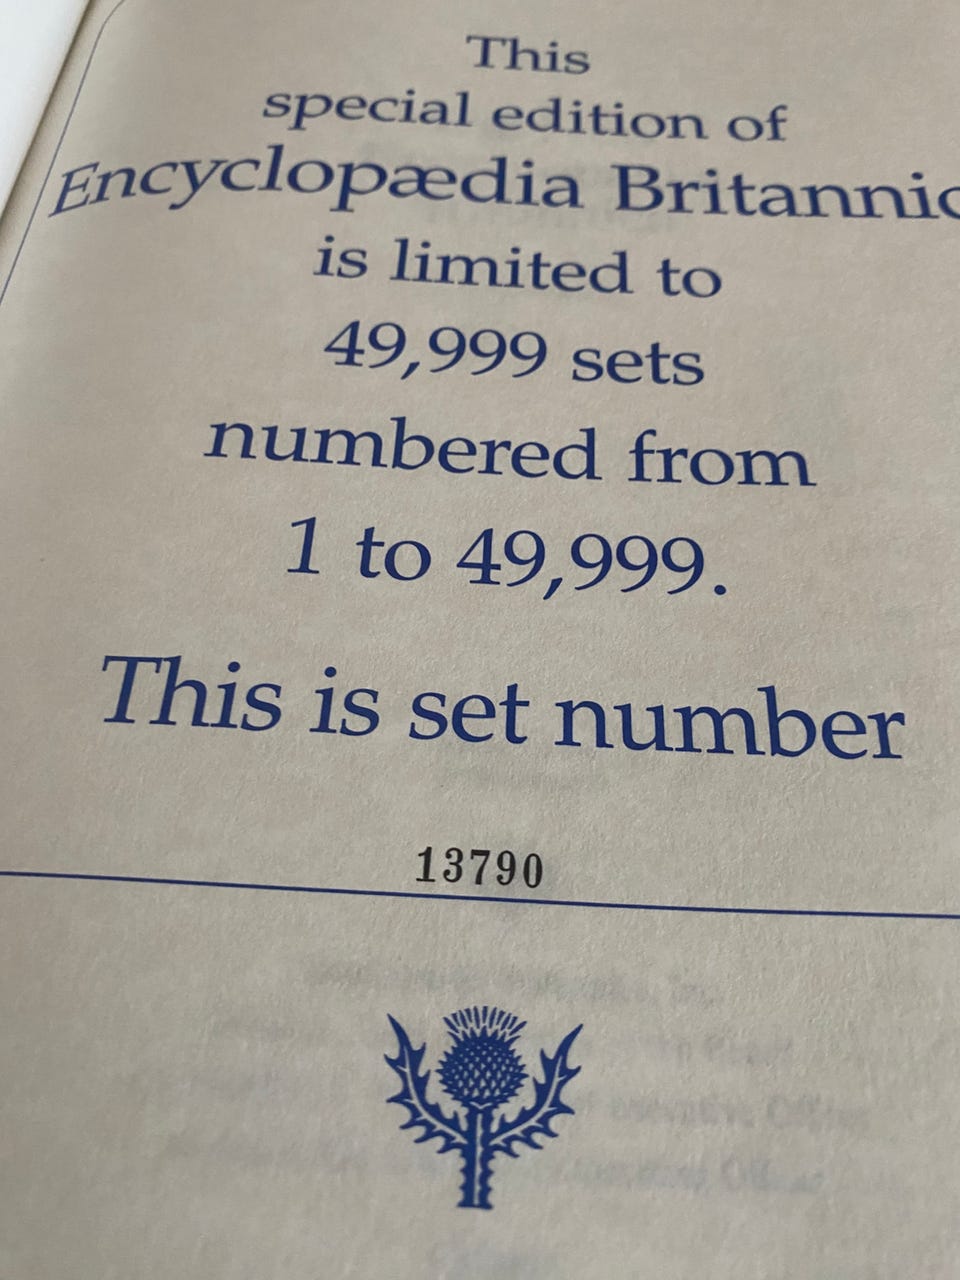 This
special edition of
Encyclopædia Britannic
is limited to
49,999 sets
numbered from
1 to 49,999.
This is set number
13790